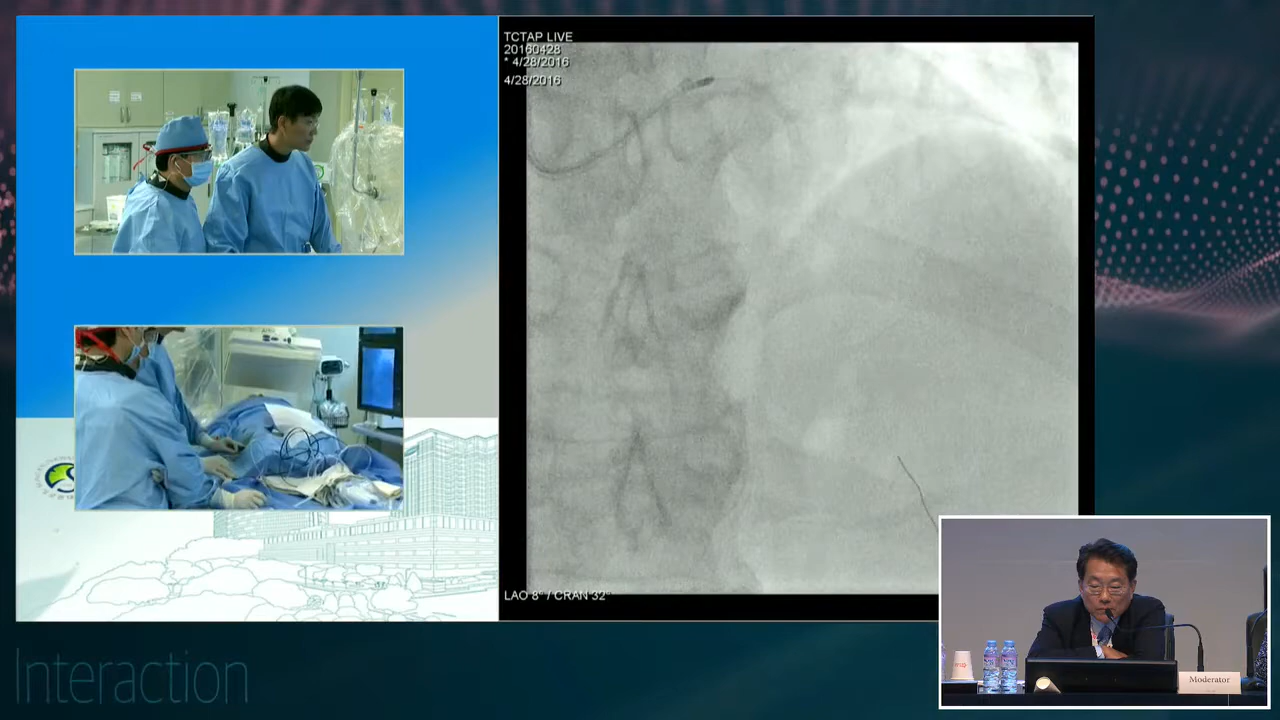 TCTAP LIVE
20160428
* 4/28/2016
4/28/2016
LAO 8° / CRAN 32°
Interaction
Moderator